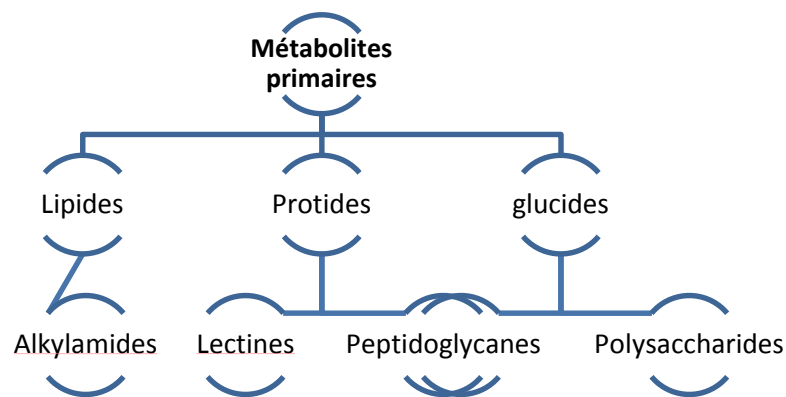 Métabolites
primaires
Lipides
Protides
glucides
Alkylamides
Lectines
Peptidoglycanes
Polysaccharides